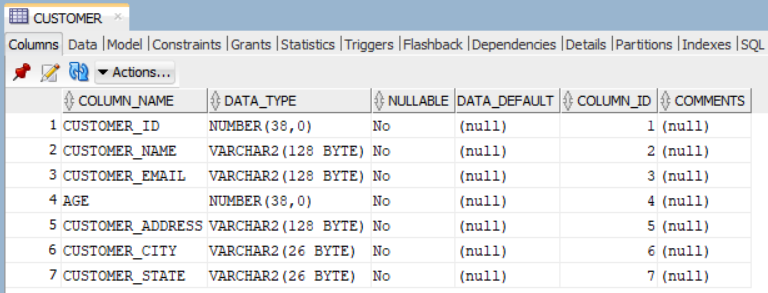 CUSTOMER
Columns Data Model Constraints Grants Statistics Triggers Flashback Dependencies Details Partitions Indexes SQL
Actions...
COLUMN_NAME DATA_TYPE NULLABLE DATA_DEFAULT COLUMN_ID COMMENTS
1 CUSTOMER_ID NUMBER(38,0) No (null) 1 (null)
2 CUSTOMER_NAME VARCHAR2(128 BYTE) No (null) 2 (null)
3 CUSTOMER_EMAIL VARCHAR2(128 BYTE) No (null) 3 (null)
4 AGE NUMBER(38,0) No (null) 4 (null)
5 CUSTOMER_ADDRESS VARCHAR2(128 BYTE) No (null) 5 (null)
6 CUSTOMER_CITY VARCHAR2(26 BYTE) No (null) 6 (null)
7 CUSTOMER_STATE VARCHAR2(26 BYTE) No (null) 7 (null)